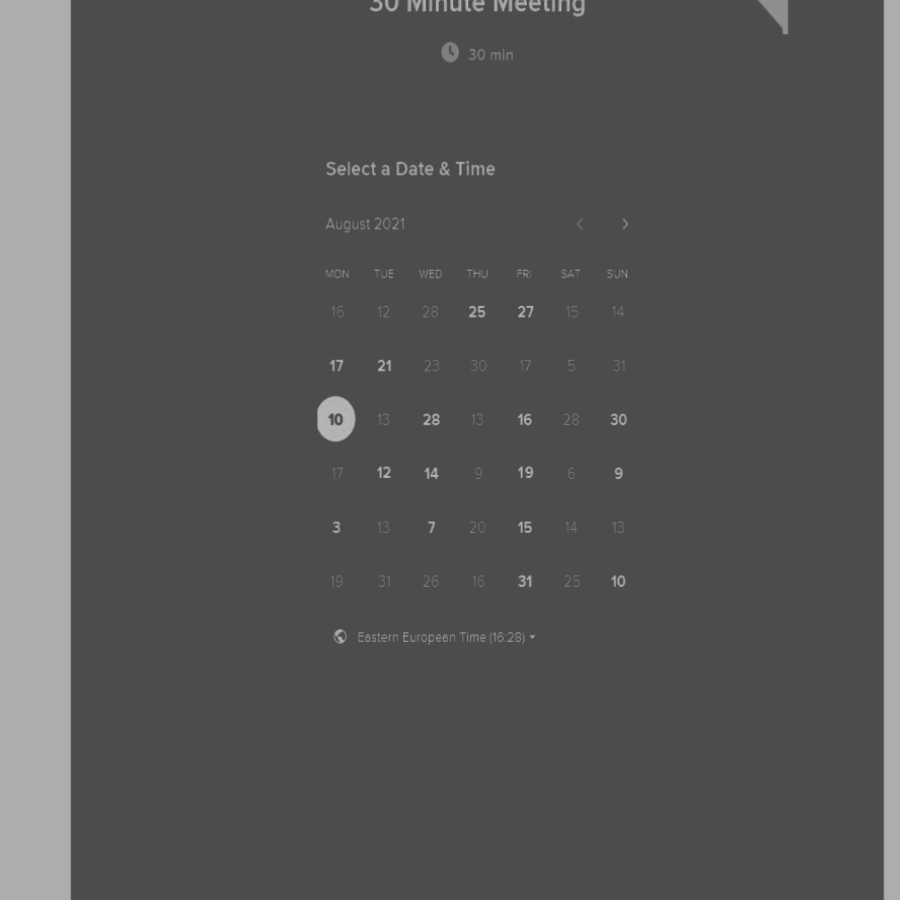 30 Minute Meeting
30 min
Select a Date & Time
August 2021
MON TUE WED THU FRI SAT SUN
16 12 28 25 27 15 14
17 21 23 30 17 5 31
10 13 28 13 16 28 30
17 12 14 9 19 6 9
3 13 7 20 15 14 13
19 31 26 16 31 25 10
Eastern European Time (16:28)